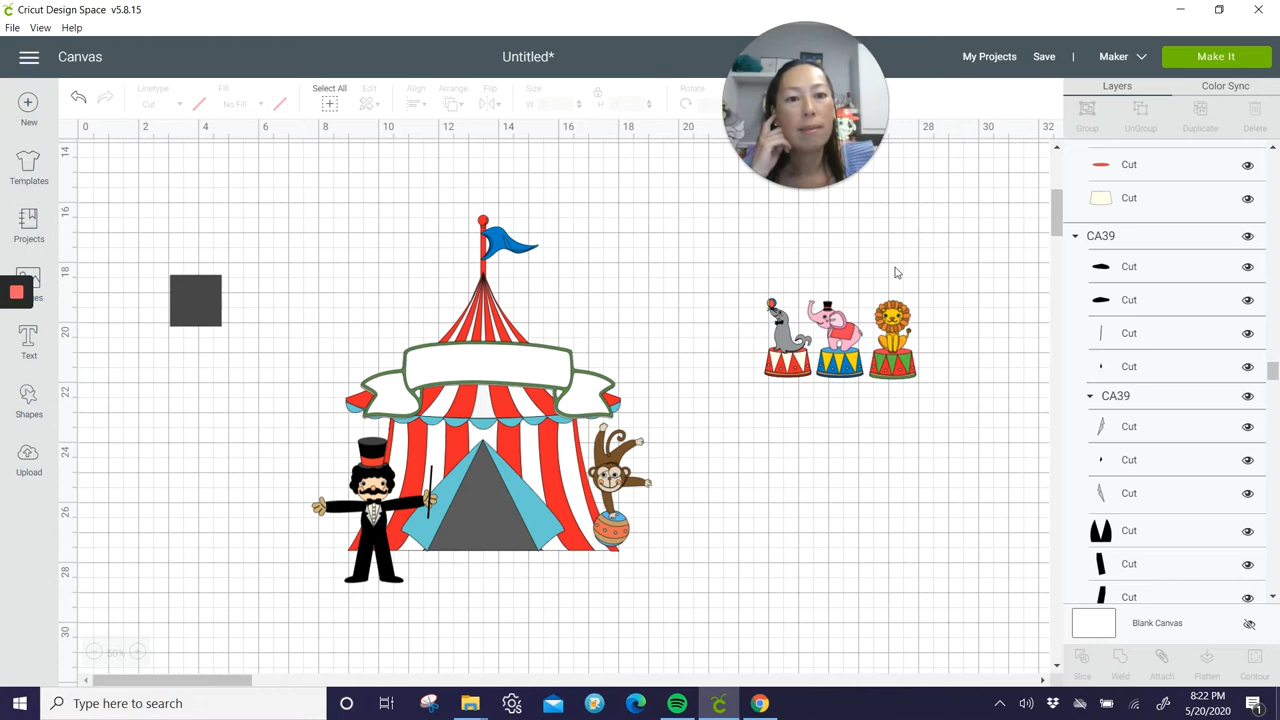 Cricut Design Space v5.8.15
File View Help
Canvas
Untitled*
My Projects Save | Maker Make It
New
Templates
Projects
Text
Shapes
Upload
Linetype
Cut
Fill
No Fill
Select All
Edit
Align
Arrange
Flip
Size
W
H
Rotate
0 2 4 6 8 10 12 14 16 18 20 28 30 32
14
16
18
20
22
24
26
28
30
50%
Layers Color Sync
Group UnGroup Duplicate Delete
Cut
Cut
CA39
Cut
Cut
Cut
Cut
CA39
Cut
Cut
Cut
Cut
Cut
Cut
Blank Canvas
Slice Weld Attach Flatten Contour
Type here to search
8:22 PM
5/20/2020